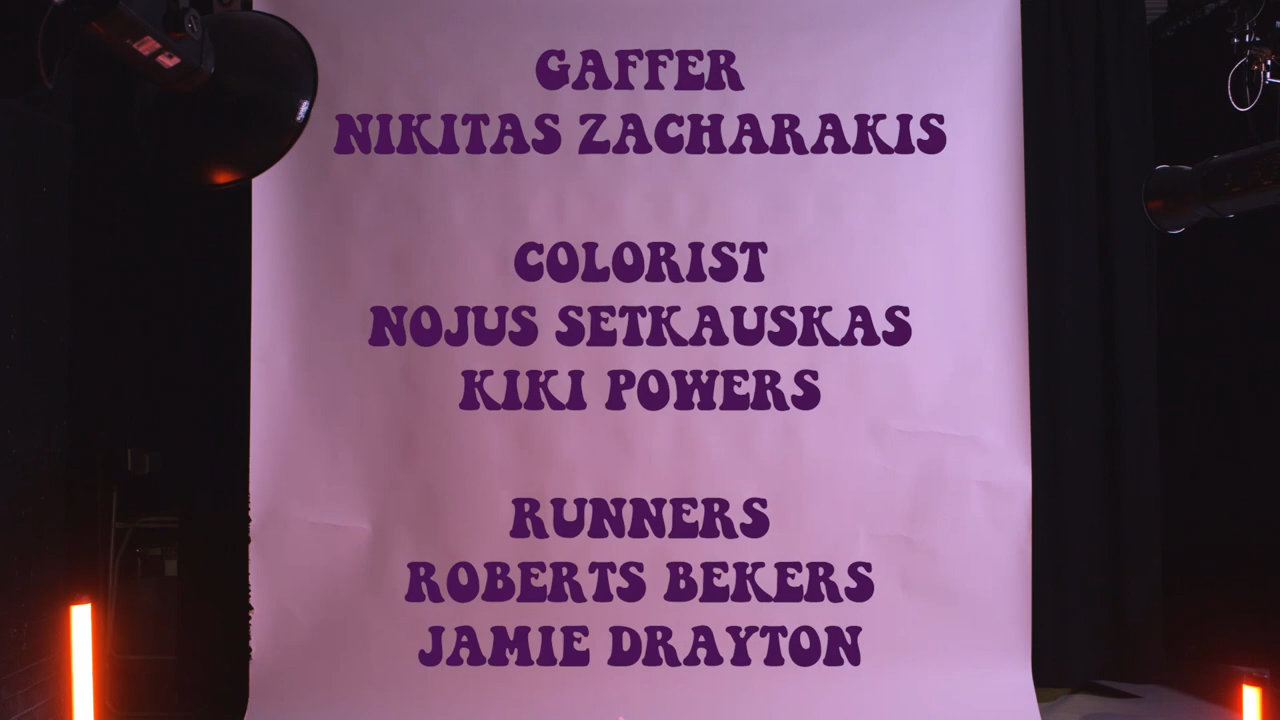 GAFFER
NIKITAS ZACHARAKIS
COLORIST
NOJUS SETKAUSKAS
KIKI POWERS
RUNNERS
ROBERTS BEKERS
JAMIE DRAYTON